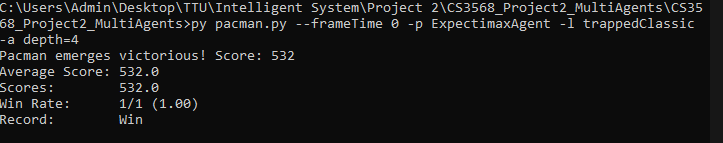 C:\Users\Admin\Desktop\TTU\Intelligent System\Project 2\CS3568_Project2_MultiAgents\CS35
68_Project2_MultiAgents>py pacman.py --frameTime 0 -p ExpectimaxAgent -l trappedClassic
-a depth=4
Pacman emerges victorious! Score: 532
Average Score: 532.0
Scores:        532.0
Win Rate:      1/1 (1.00)
Record:        Win